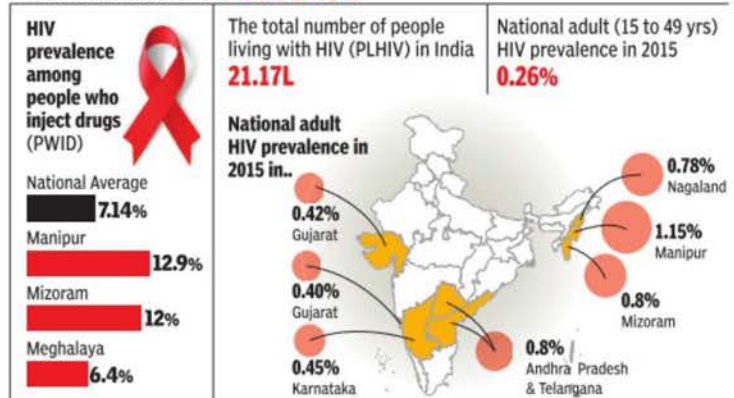 HIV
prevalence
among
people who
inject drugs
(PWID)
National Average
7.14%
Manipur
12.9%
Mizoram
12%
Meghalaya
6.4%
The total number of people
living with HIV (PLHIV) in India
21.17L
National adult (15 to 49 yrs)
HIV prevalence in 2015
0.26%
National adult
HIV prevalence in
2015 in..
0.42%
Gujarat
0.40%
Gujarat
0.45%
Karnataka
0.78%
Nagaland
1.15%
Manipur
0.8%
Mizoram
0.8%
Andhra Pradesh
& Telangana